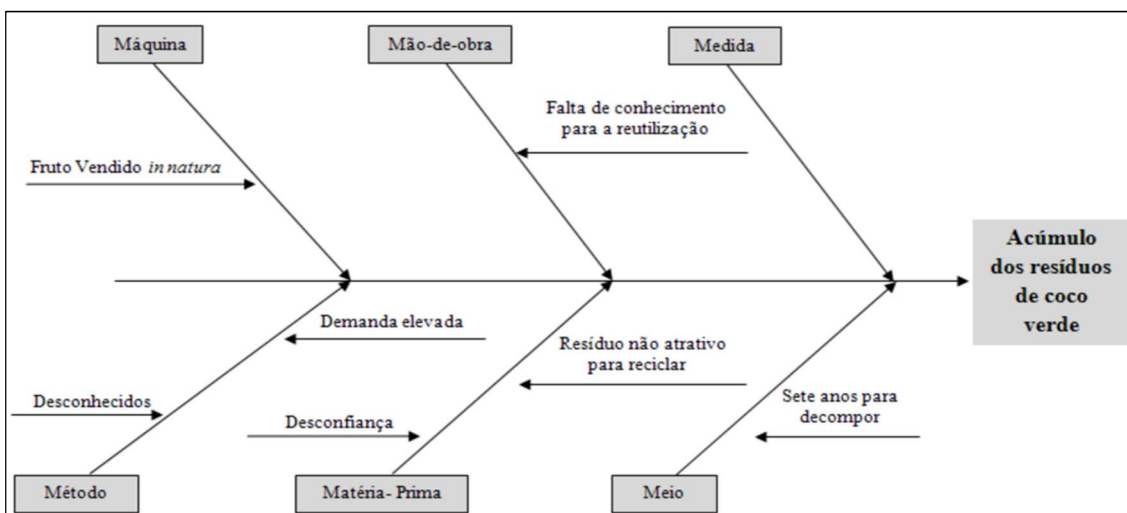 Máquina
Mão-de-obra
Medida
Falta de conhecimento
para a reutilização
Fruto Vendido in natura
Acúmulo
dos resíduos
de coco
verde
Demanda elevada
Resíduo não atrativo
para reciclar
Desconhecidos
Desconfiança
Sete anos para
decompor
Método
Matéria- Prima
Meio